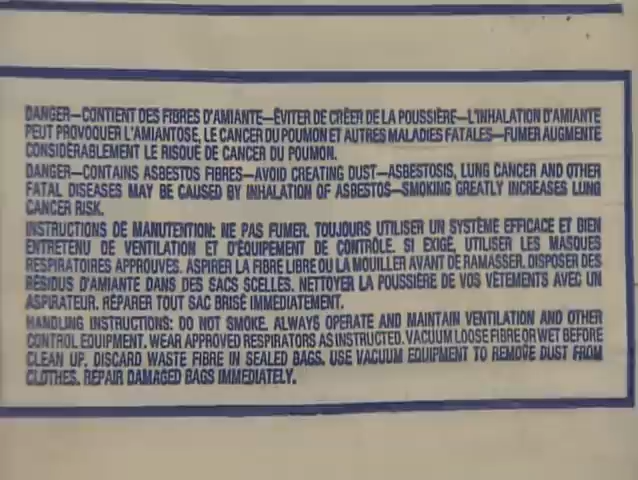 DANGER—CONTIENT DES FIBRES D'AMIANTE—ÉVITER DE CRÉER DE LA POUSSIÈRE—L'INHALATION D'AMIANTE
PEUT PROVOQUER L'AMIANTOSE, LE CANCER DU POUMON ET AUTRES MALADIES FATALES—FUMER AUGMENTE
CONSIDÉRABLEMENT LE RISQUE DE CANCER DU POUMON.
DANGER—CONTAINS ASBESTOS FIBRES—AVOID CREATING DUST—ASBESTOSIS, LUNG CANCER AND OTHER
FATAL DISEASES MAY BE CAUSED BY INHALATION OF ASBESTOS—SMOKING GREATLY INCREASES LUNG
CANCER RISK.
INSTRUCTIONS DE MANUTENTION: NE PAS FUMER. TOUJOURS UTILISER UN SYSTÈME EFFICACE ET BIEN
ENTRETENU DE VENTILATION ET D'ÉQUIPEMENT DE CONTRÔLE. SI EXIGÉ, UTILISER LES MASQUES
RESPIRATOIRES APPROUVÉS. ASPIRER LA FIBRE LIBRE OU LA MOUILLER AVANT DE RAMASSER. DISPOSER DES
RÉSIDUS D'AMIANTE DANS DES SACS SCELLÉS. NETTOYER LA POUSSIÈRE DE VOS VÊTEMENTS AVEC UN
ASPIRATEUR. RÉPARER TOUT SAC BRISÉ IMMÉDIATEMENT.
HANDLING INSTRUCTIONS: DO NOT SMOKE. ALWAYS OPERATE AND MAINTAIN VENTILATION AND OTHER
CONTROL EQUIPMENT. WEAR APPROVED RESPIRATORS AS INSTRUCTED. VACUUM LOOSE FIBRE OR WET BEFORE
CLEAN UP. DISCARD WASTE FIBRE IN SEALED BAGS. USE VACUUM EQUIPMENT TO REMOVE DUST FROM
CLOTHES. REPAIR DAMAGED BAGS IMMEDIATELY.